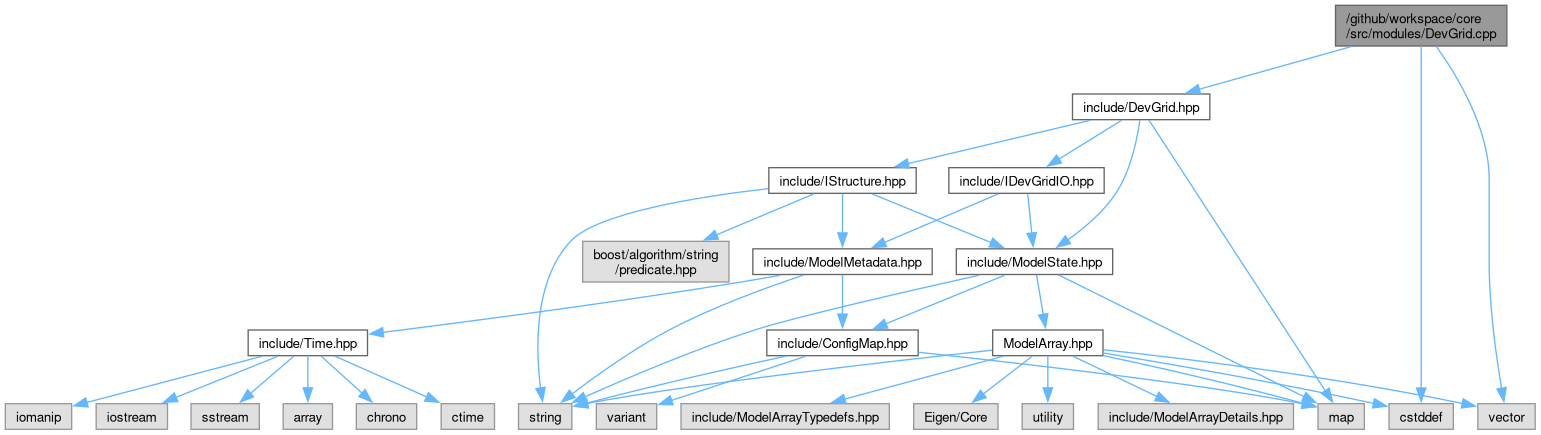 /github/workspace/core
/src/modules/DevGrid.cpp
include/DevGrid.hpp
include/IStructure.hpp
include/IDevGridIO.hpp
boost/algorithm/string
/predicate.hpp
include/ModelMetadata.hpp
include/ModelState.hpp
include/Time.hpp
include/ConfigMap.hpp
ModelArray.hpp
iomanip
iostream
sstream
array
chrono
ctime
string
variant
include/ModelArrayTypedefs.hpp
Eigen/Core
utility
include/ModelArrayDetails.hpp
map
cstddef
vector